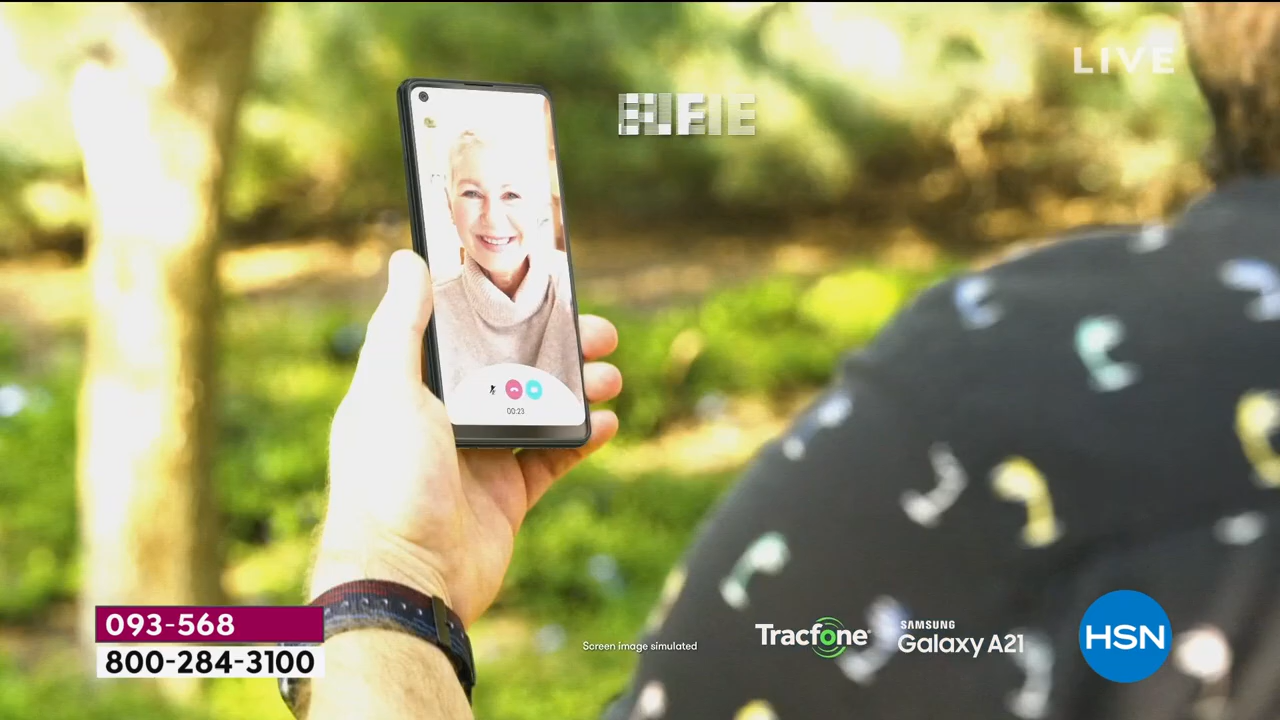 LIVE
00:23
093-568
800-284-3100
Screen image simulated
Tracfone®
SAMSUNG
Galaxy A21
HSN